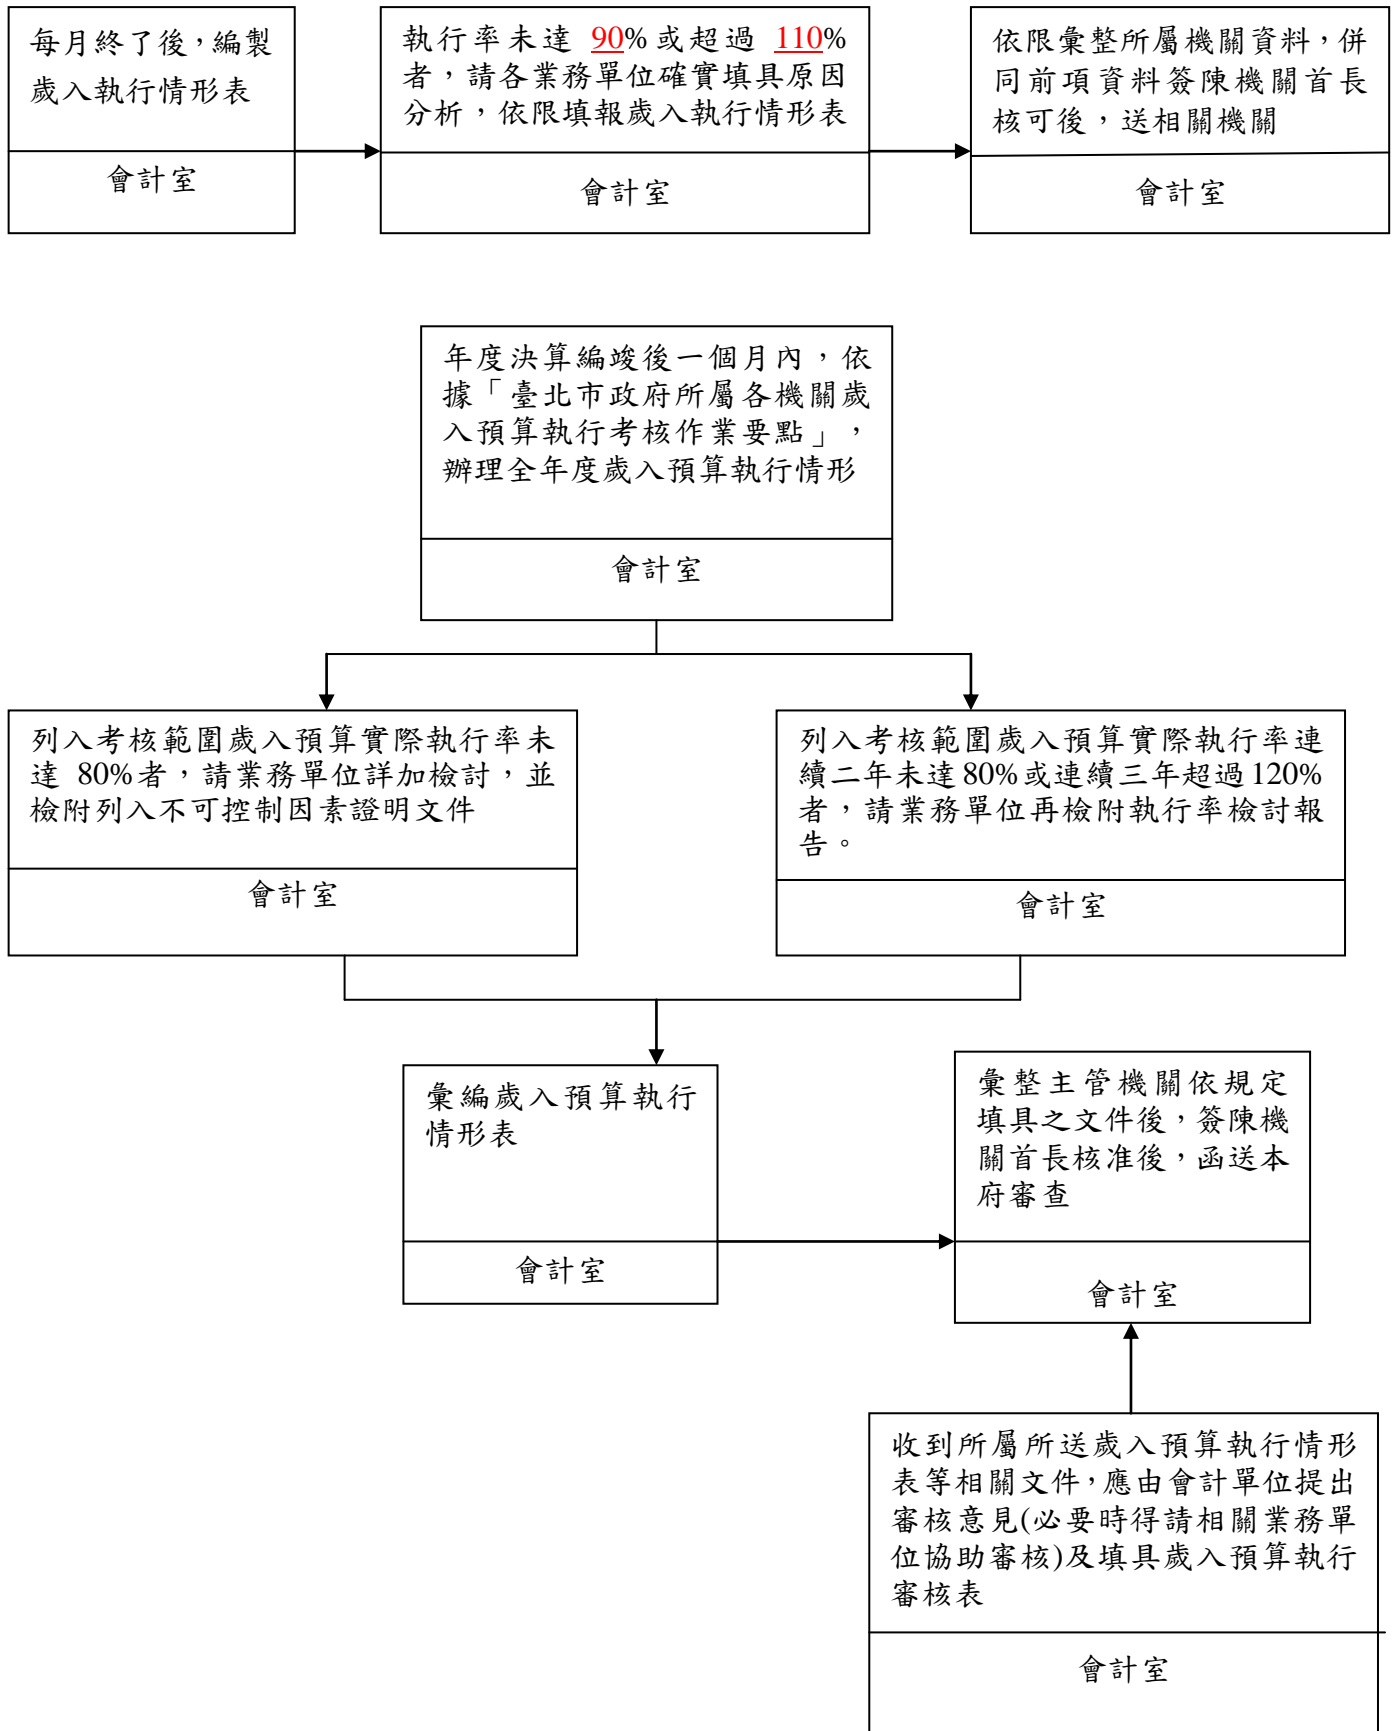 每月終了後，編製
歲入執行情形表
會計室
執行率未達 90%或超過 110%
者，請各業務單位確實填具原因
分析，依限填報歲入執行情形表
會計室
依限彙整所屬機關資料，併
同前項資料簽陳機關首長
核可後，送相關機關
會計室
年度決算編竣後一個月內，依
據「臺北市政府所屬各機關歲
入預算執行考核作業要點」，
辦理全年度歲入預算執行情形
會計室
列入考核範圍歲入預算實際執行率未
達 80%者，請業務單位詳加檢討，並
檢附列入不可控制因素證明文件
會計室
列入考核範圍歲入預算實際執行率連
續二年未達 80%或連續三年超過 120%
者，請業務單位再檢附執行率檢討報
告。
會計室
彙編歲入預算執行
情形表
會計室
彙整主管機關依規定
填具之文件後，簽陳機
關首長核准後，函送本
府審查
會計室
收到所屬所送歲入預算執行情形
表等相關文件，應由會計單位提出
審核意見(必要時得請相關業務單
位協助審核)及填具歲入預算執行
審核表
會計室